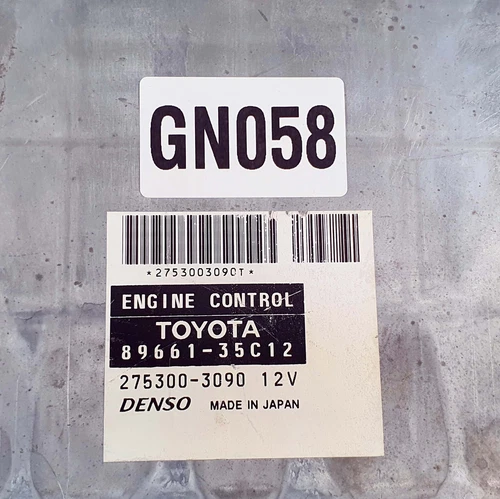 GN058
*2753003090T*
ENGINE CONTROL
TOYOTA
89661-35C12
275300-3090 12V
DENSO MADE IN JAPAN